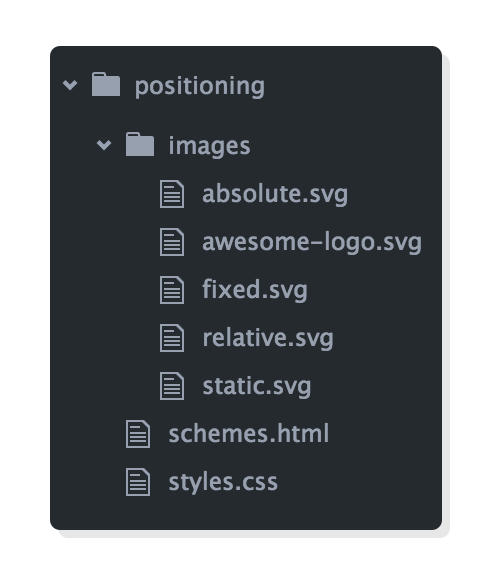 positioning
images
absolute.svg
awesome-logo.svg
fixed.svg
relative.svg
static.svg
schemes.html
styles.css